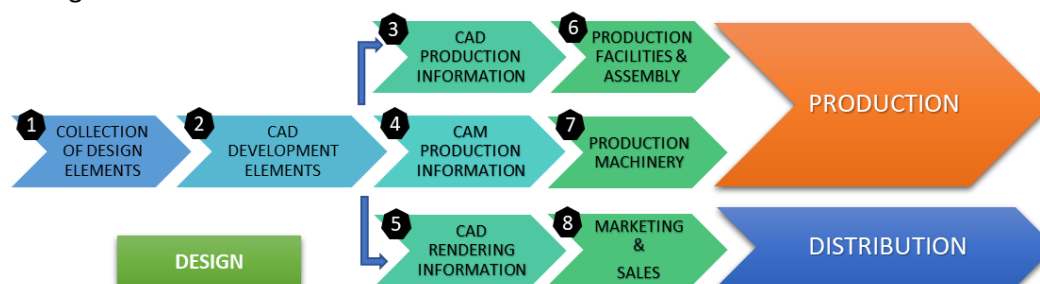 3
CAD
PRODUCTION
INFORMATION
6
PRODUCTION
FACILITIES &
ASSEMBLY
1
COLLECTION
OF DESIGN
ELEMENTS
2
CAD
DEVELOPMENT
ELEMENTS
4
CAM
PRODUCTION
INFORMATION
7
PRODUCTION
MACHINERY
PRODUCTION
5
CAD
RENDERING
INFORMATION
8
MARKETING
&
SALES
DISTRIBUTION
DESIGN